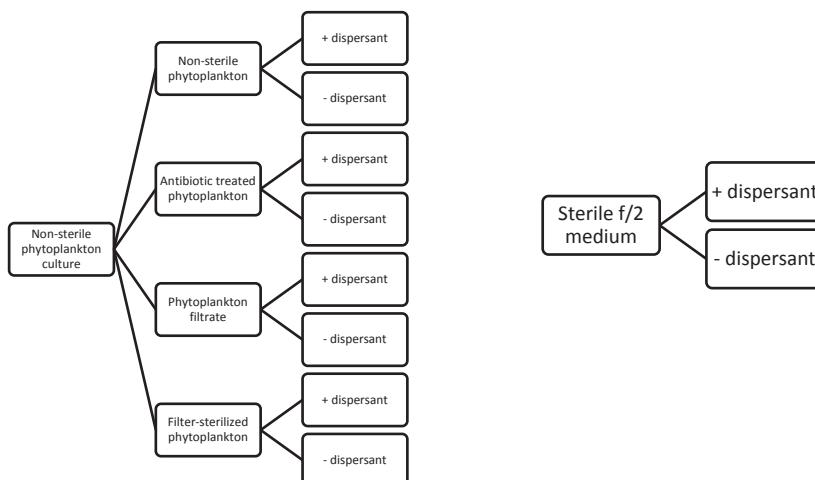 Non-sterile
phytoplankton
culture
Non-sterile
phytoplankton
+ dispersant
- dispersant
Antibiotic treated
phytoplankton
+ dispersant
- dispersant
Phytoplankton
filtrate
+ dispersant
- dispersant
Filter-sterilized
phytoplankton
+ dispersant
- dispersant
Sterile f/2
medium
+ dispersant
- dispersant